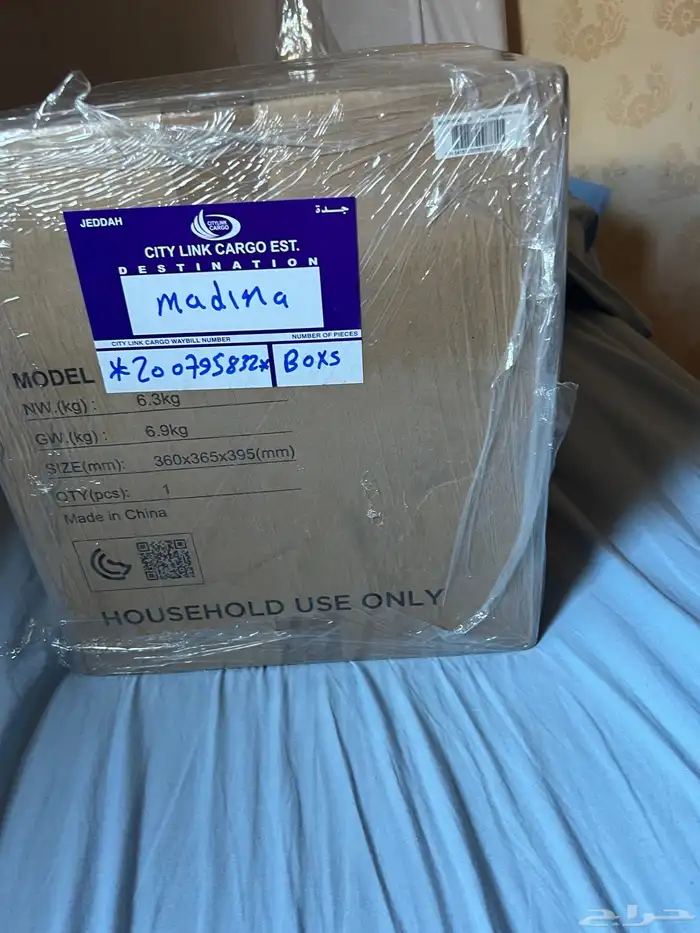 JEDDAH
جدة
CITYLINK
CARGO
CITY LINK CARGO EST.
DESTINATION
madina
CITY LINK CARGO WAYBILL NUMBER
NUMBER OF PIECES
*200795832*
BOXS
MODEL
NW.(kg) : 6.3kg
GW.(kg) : 6.9kg
SIZE(mm): 360x365x395(mm)
QTY(pcs): 1
Made in China
HOUSEHOLD USE ONLY
حراج